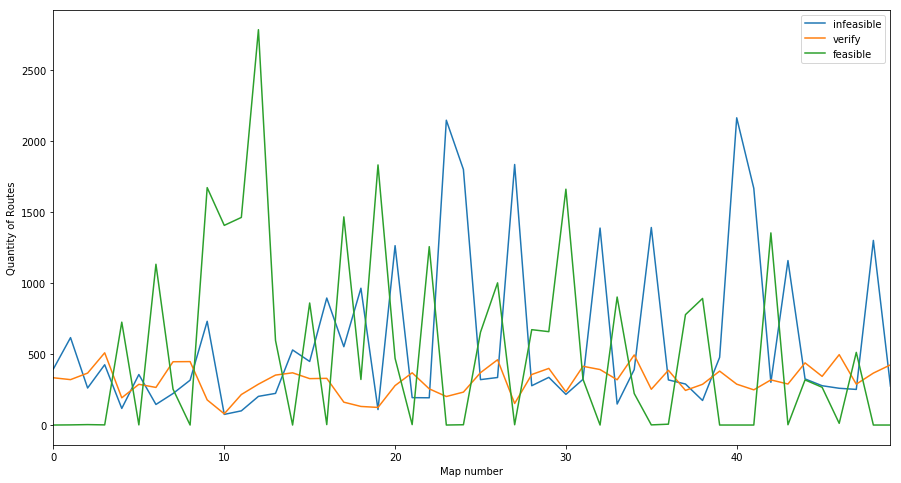 infeasible
verify
feasible
2500
2000
1500
1000
500
0
Quantity of Routes
0 10 20 30 40
Map number